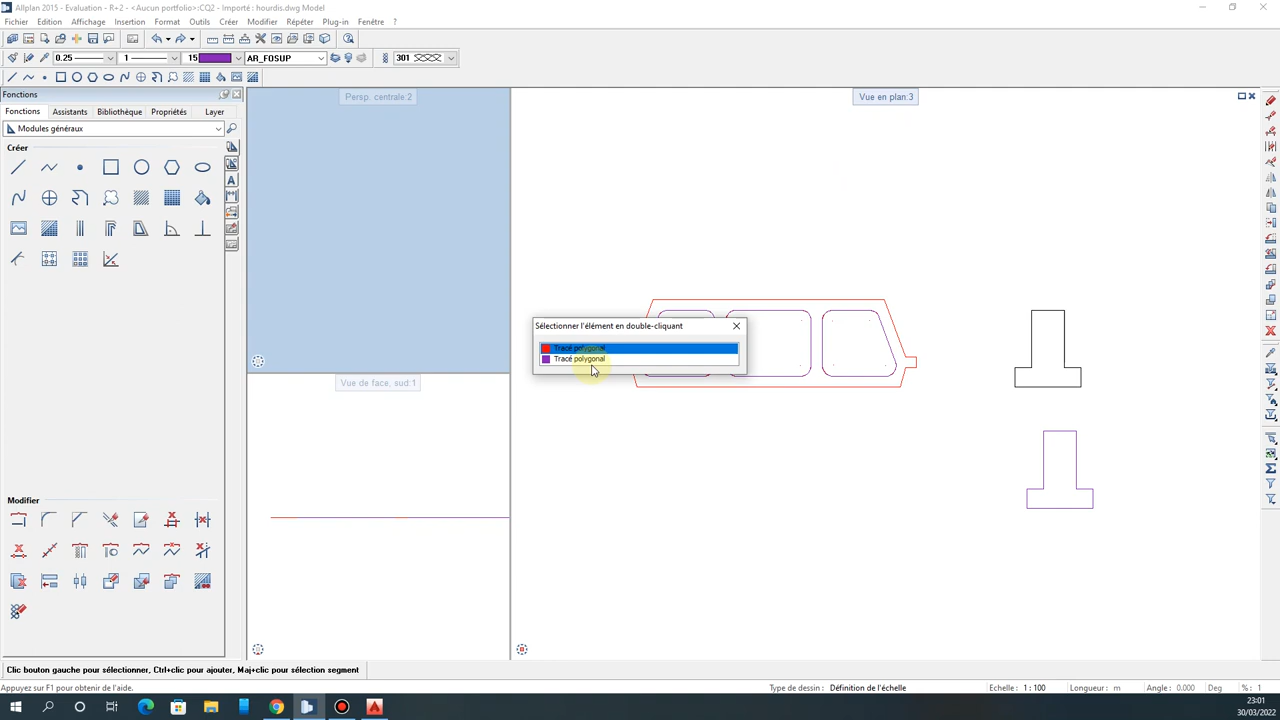 Allplan 2015 - Evaluation - R+2 - <Aucun portfolio>:CQ2 - Importé : hourdis.dwg Model
Fichier Edition Affichage Insertion Format Outils Créer Modifier Répéter Plug-in Fenêtre ?
0.25 1 15 AR_FOSUP 301
Fonctions
Fonctions Assistants Bibliothèque Propriétés Layer
Modules généraux
Créer
Modifier
Persp. centrale:2
Vue en plan:3
Vue de face, sud:1
Sélectionner l'élément en double-cliquant
Tracé polygonal
Tracé polygonal
Clic bouton gauche pour sélectionner, Ctrl+clic pour ajouter, Maj+clic pour sélection segment
Appuyez sur F1 pour obtenir de l'aide. Type de dessin : Définition de l'échelle Echelle : 1 : 100 Longueur : m Angle : 0.000 Deg % : 1
23:01
30/03/2022